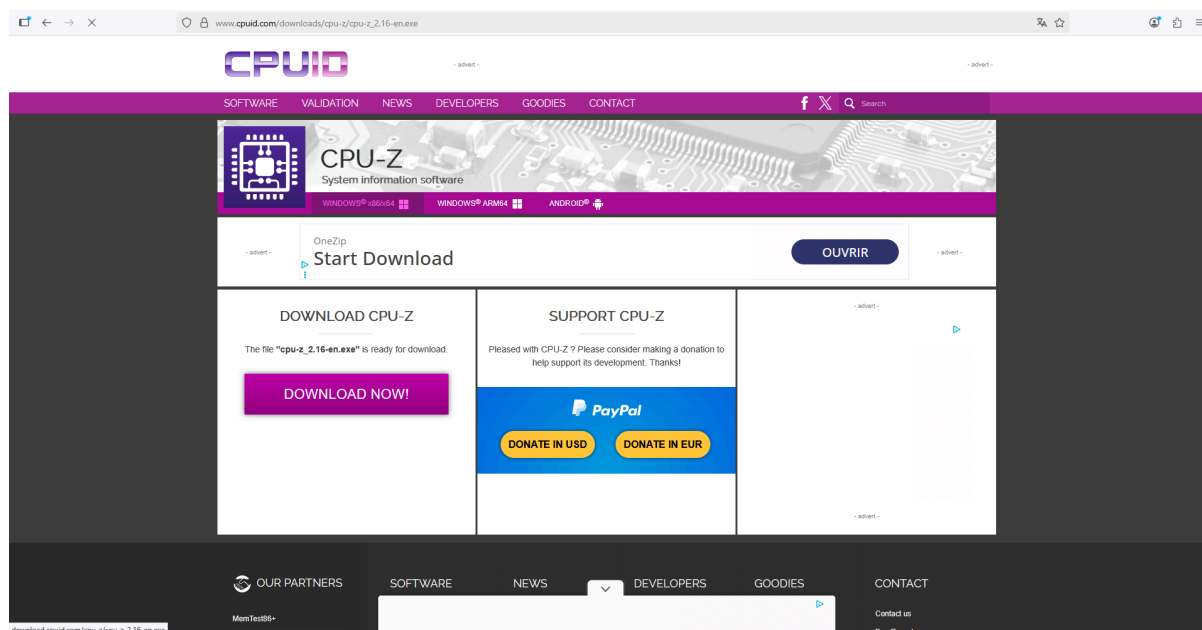 www.cpuid.com/downloads/cpu-z/cpu-z_2.16-en.exe
CPUID
- advert -
- advert -
SOFTWARE VALIDATION NEWS DEVELOPERS GOODIES CONTACT
f X Search
CPU-Z
System information software
WINDOWS® x86/x64 WINDOWS® ARM64 ANDROID®
- advert -
OneZip
Start Download
OUVRIR
- advert -
DOWNLOAD CPU-Z
The file "cpu-z_2.16-en.exe" is ready for download.
DOWNLOAD NOW!
SUPPORT CPU-Z
Pleased with CPU-Z ? Please consider making a donation to
help support its development. Thanks!
PayPal
DONATE IN USD DONATE IN EUR
- advert -
- advert -
OUR PARTNERS SOFTWARE NEWS DEVELOPERS GOODIES CONTACT
MemTest86+
Contact us